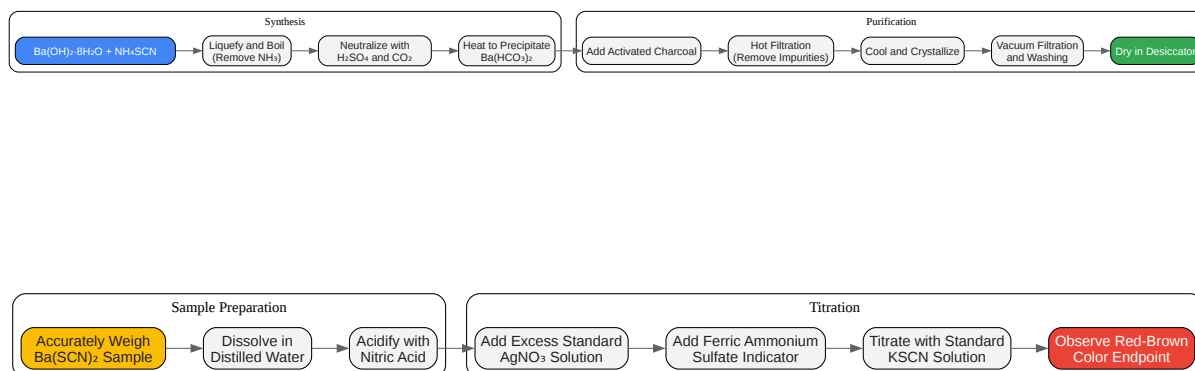 Synthesis
Ba(OH)₂·8H₂O + NH₄SCN
Liquefy and Boil
(Remove NH₃)
Neutralize with
H₂SO₄ and CO₂
Heat to Precipitate
Ba(HCO₃)₂
Purification
Add Activated Charcoal
Hot Filtration
(Remove Impurities)
Cool and Crystallize
Vacuum Filtration
and Washing
Dry in Desiccator
Sample Preparation
Accurately Weigh
Ba(SCN)₂ Sample
Dissolve in
Distilled Water
Acidify with
Nitric Acid
Titration
Add Excess Standard
AgNO₃ Solution
Add Ferric Ammonium
Sulfate Indicator
Titrate with Standard
KSCN Solution
Observe Red-Brown
Color Endpoint